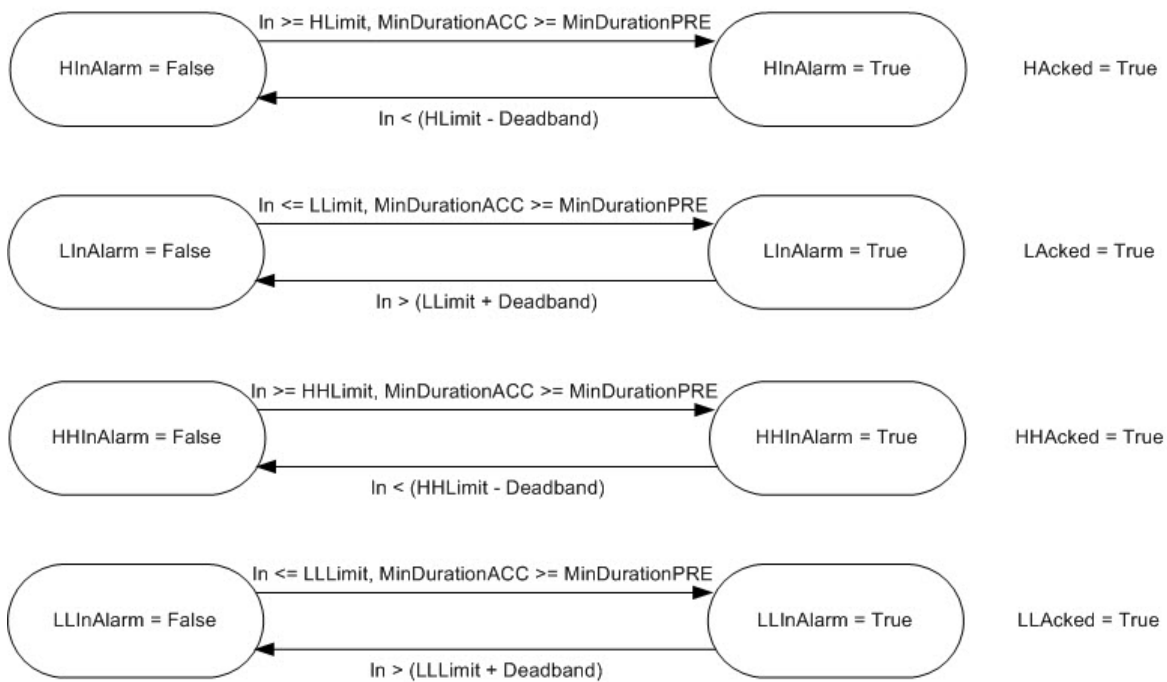 In >= HLimit, MinDurationACC >= MinDurationPRE
HInAlarm = False
HInAlarm = True
HAcked = True
In < (HLimit - Deadband)
In <= LLimit, MinDurationACC >= MinDurationPRE
LInAlarm = False
LInAlarm = True
LAcked = True
In > (LLimit + Deadband)
In >= HHLimit, MinDurationACC >= MinDurationPRE
HHInAlarm = False
HHInAlarm = True
HHAcked = True
In < (HHLimit - Deadband)
In <= LLLimit, MinDurationACC >= MinDurationPRE
LLInAlarm = False
LLInAlarm = True
LLAcked = True
In > (LLLimit + Deadband)